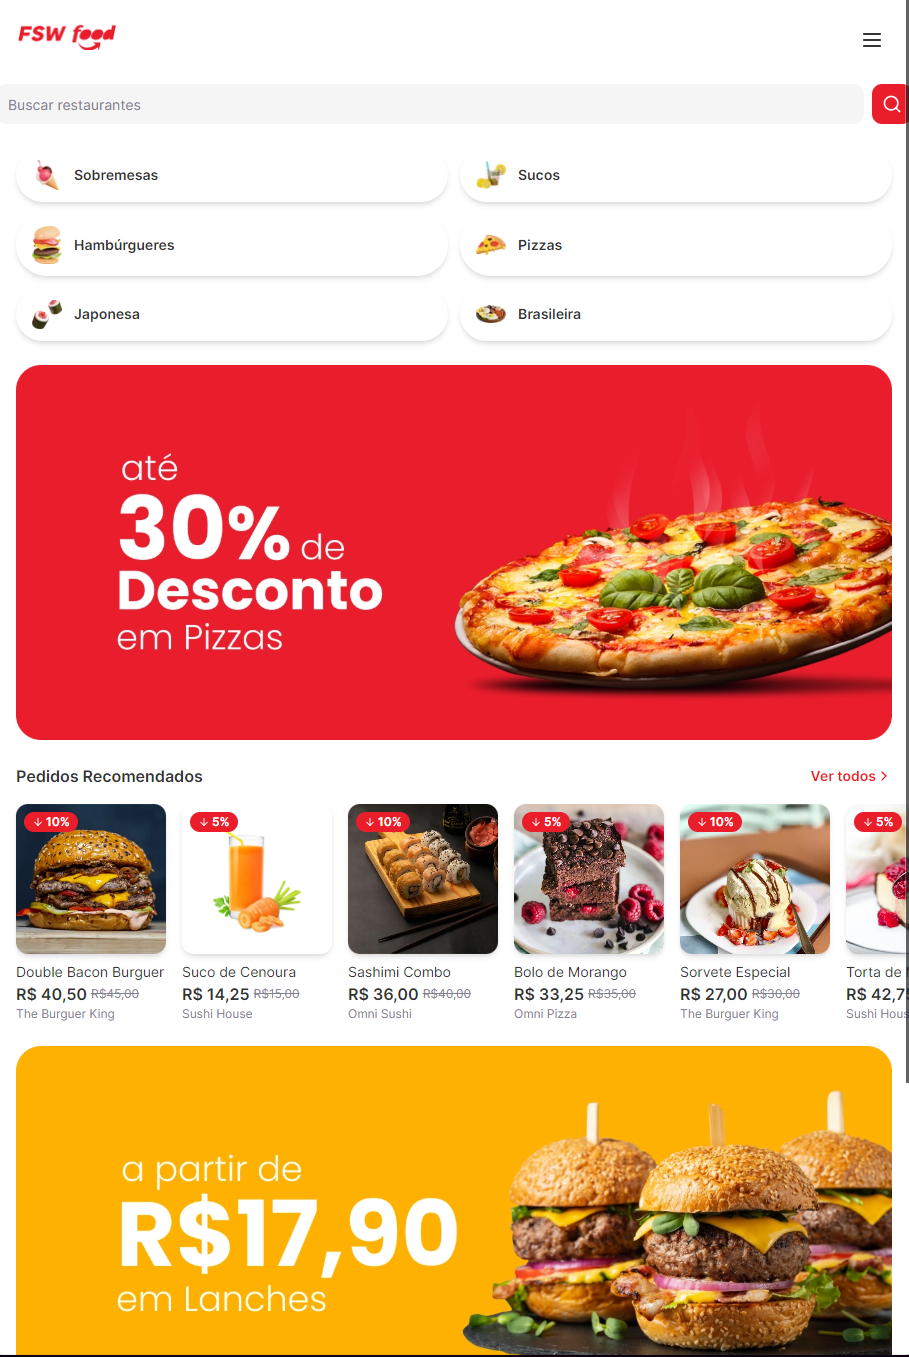 FSW food
Buscar restaurantes
Sobremesas
Sucos
Hambúrgueres
Pizzas
Japonesa
Brasileira
até
30% de
Desconto
em Pizzas
Pedidos Recomendados
Ver todos
10%
5%
10%
5%
10%
5%
Double Bacon Burguer
Suco de Cenoura
Sashimi Combo
Bolo de Morango
Sorvete Especial
Torta de
R$ 40,50 R$45,00
R$ 14,25 R$15,00
R$ 36,00 R$40,00
R$ 33,25 R$35,00
R$ 27,00 R$30,00
R$ 42,75
The Burguer King
Sushi House
Omni Sushi
Omni Pizza
The Burguer King
Sushi Hous
a partir de
R$17,90
em Lanches